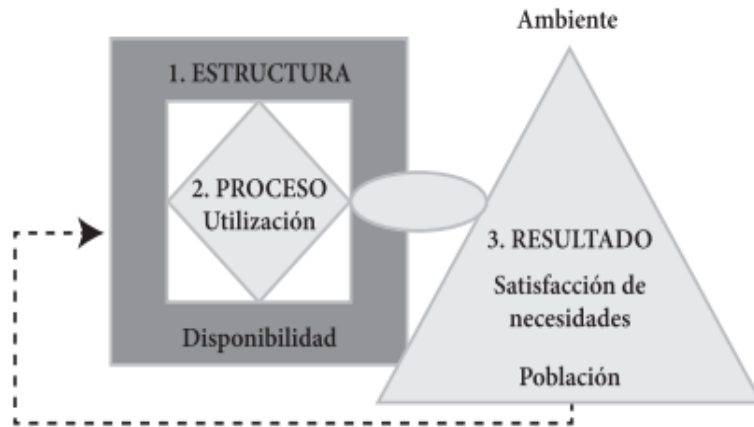 Ambiente
1. ESTRUCTURA
2. PROCESO
Utilización
Disponibilidad
3. RESULTADO
Satisfacción de
necesidades
Población